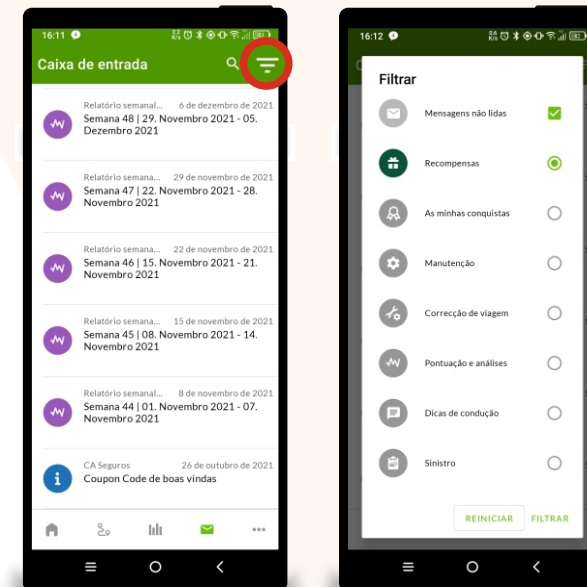 16:11
Caixa de entrada
Relatório semanal... 6 de dezembro de 2021
Semana 48 | 29. Novembro 2021 - 05.
Dezembro 2021
Relatório semana... 29 de novembro de 2021
Semana 47 | 22. Novembro 2021 - 28.
Novembro 2021
Relatório semana... 22 de novembro de 2021
Semana 46 | 15. Novembro 2021 - 21.
Novembro 2021
Relatório semana... 15 de novembro de 2021
Semana 45 | 08. Novembro 2021 - 14.
Novembro 2021
Relatório semanal... 8 de novembro de 2021
Semana 44 | 01. Novembro 2021 - 07.
Novembro 2021
CA Seguros 26 de outubro de 2021
Coupon Code de boas vindas
16:12
Filtrar
Mensagens não lidas
Recompensas
As minhas conquistas
Manutenção
Correcção de viagem
Pontuação e análises
Dicas de condução
Sinistro
REINICIAR FILTRAR